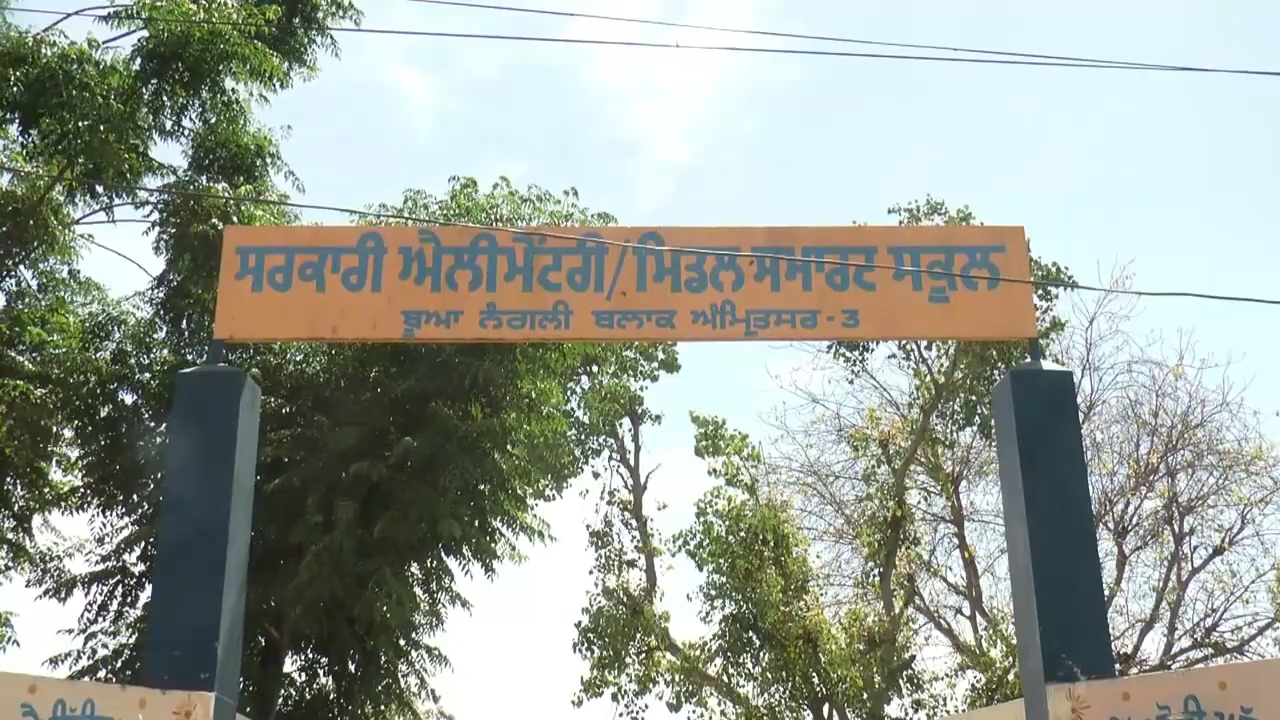 ਸਰਕਾਰੀ ਐਲੀਮੈਂਟਰੀ/ਮਿਡਲ ਸਮਾਰਟ ਸਕੂਲ
ਬੂਆ ਨੰਗਲੀ ਬਲਾਕ ਅੰਮ੍ਰਿਤਸਰ - 3